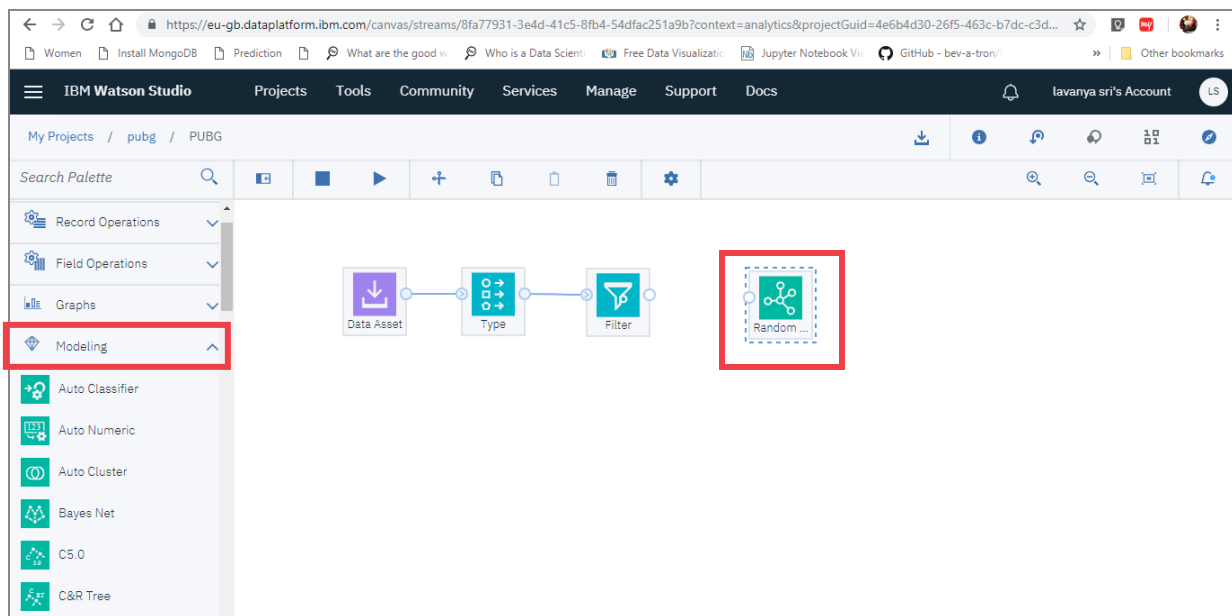 https://eu-gb.dataplatform.ibm.com/canvas/streams/8fa77931-3e4d-41c5-8fb4-54dfac251a9b?context=analytics&projectGuid=4e6b4d30-26f5-463c-b7dc-c3d...
Women Install MongoDB Prediction What are the good w Who is a Data Scienti Free Data Visualizatio Jupyter Notebook Vie GitHub - bev-a-tron/ » Other bookmarks
IBM Watson Studio Projects Tools Community Services Manage Support Docs lavanya sri's Account LS
My Projects / pubg / PUBG
Search Palette
Record Operations
Field Operations
Graphs
Data Asset Type Filter Random ...
Modeling
Auto Classifier
Auto Numeric
Auto Cluster
Bayes Net
C5.0
C&R Tree